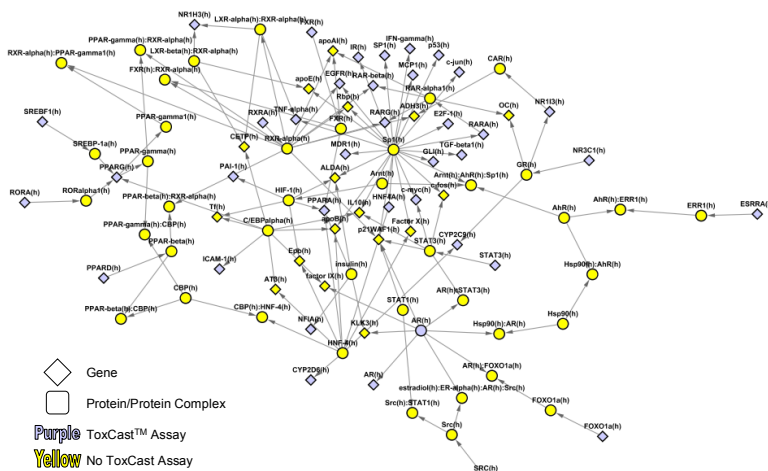 NR1H3(h)
LXR-alpha(h):RXR-alpha(h)
FXR(h)
IFN-gamma(h)
apoAI(h)
SP1(h)
p53(h)
PPAR-gamma1(h):RXR-alpha(h)
IR(h)
RXR-alpha(h):PPAR-gamma1(h)
LXR-beta(h):RXR-alpha(h)
MCP1(h)
c-jun(h)
CAR(h)
FXR(h):RXR-alpha(h)
EGFR(h)
RAR-beta(h)
apoE(h)
Rbp(h)
RAR-alpha1(h)
SREBF1(h)
PPAR-gamma1(h)
RXRA(h)
TNF-alpha(h)
ADH3(h)
OC(h)
NR1I3(h)
FXR(h)
RARG(h)
E2F-1(h)
RARA(h)
SREBP-1a(h)
CETP(h)
RXR-alpha(h)
Sp1(h)
MDR1(h)
TGF-beta1(h)
PPAR-gamma(h)
GLI(h)
NR3C1(h)
PPARG(h)
PAI-1(h)
ALDA(h)
Arnt(h)
Arnt(h):AhR(h):Sp1(h)
GR(h)
RORA(h)
RORalpha1(h)
PPAR-beta(h):RXR-alpha(h)
HIF-1(h)
c-myc(h)
c-fos(h)
HNF4A(h)
PPARA(h)
IL10(h)
Tf(h)
C/EBPalpha(h)
apoB(h)
Factor X(h)
AhR(h)
AhR(h):ERR1(h)
ERR1(h)
ESRRA(h)
PPAR-gamma(h):CBP(h)
p21WAF1(h)
STAT3(h)
CYP2C9(h)
PPAR-beta(h)
Epo(h)
ICAM-1(h)
insulin(h)
STAT3(h)
PPARD(h)
factor IX(h)
Hsp90(h):AhR(h)
ATB(h)
CBP(h)
AR(h):STAT3(h)
STAT1(h)
PPAR-beta(h):CBP(h)
CBP(h):HNF-4(h)
NFIA(h)
KLK3(h)
AR(h)
Hsp90(h):AR(h)
Hsp90(h)
HNF-4(h)
CYP2D6(h)
AR(h)
AR(h):FOXO1a(h)
estradiol(h):ER-alpha(h):AR(h):Src(h)
Src(h):STAT1(h)
FOXO1a(h)
Src(h)
FOXO1a(h)
SRC(h)
Gene
Protein/Protein Complex
Purple ToxCast™ Assay
Yellow No ToxCast Assay